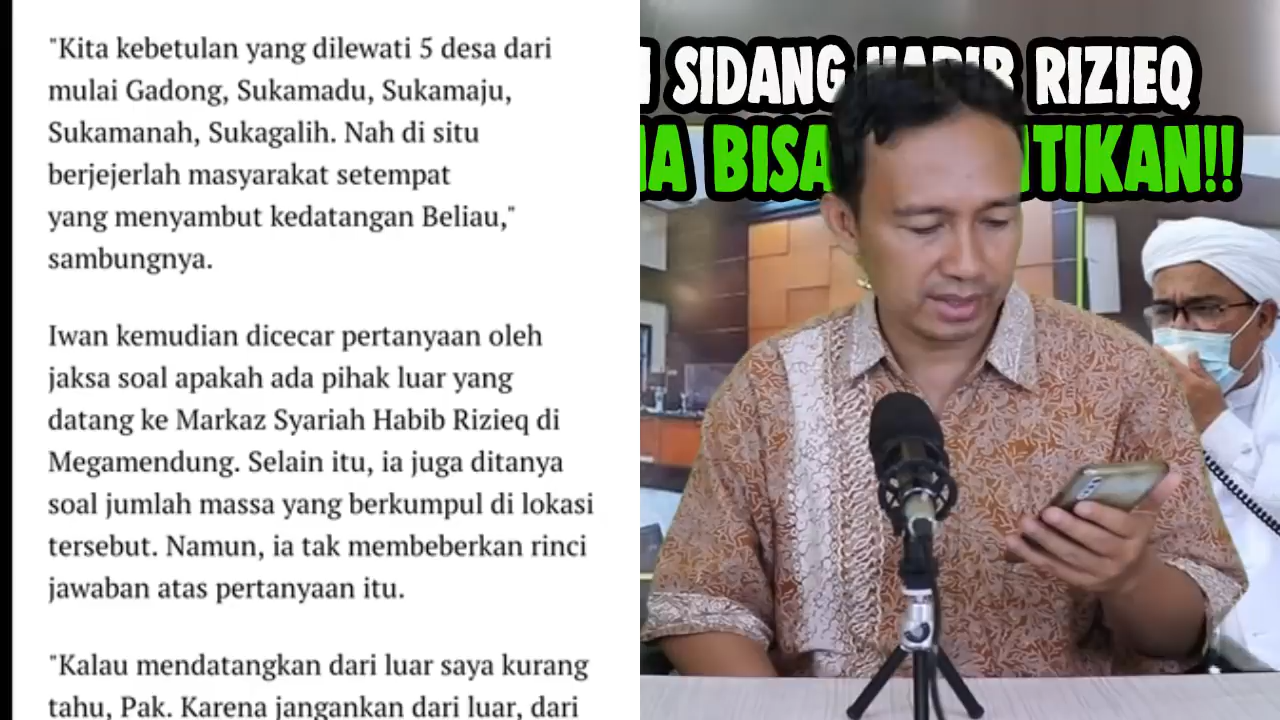 "Kita kebetulan yang dilewati 5 desa dari
mulai Gadong, Sukamadu, Sukamaju,
Sukamanah, Sukagalih. Nah di situ
berjejerlah masyarakat setempat
yang menyambut kedatangan Beliau,"
sambungnya.
Iwan kemudian dicecar pertanyaan oleh
jaksa soal apakah ada pihak luar yang
datang ke Markaz Syariah Habib Rizieq di
Megamendung. Selain itu, ia juga ditanya
soal jumlah massa yang berkumpul di lokasi
tersebut. Namun, ia tak membeberkan rinci
jawaban atas pertanyaan itu.
"Kalau mendatangkan dari luar saya kurang
tahu, Pak. Karena jangankan dari luar, dari
SIDANG HABIB RIZIEQ
BISA